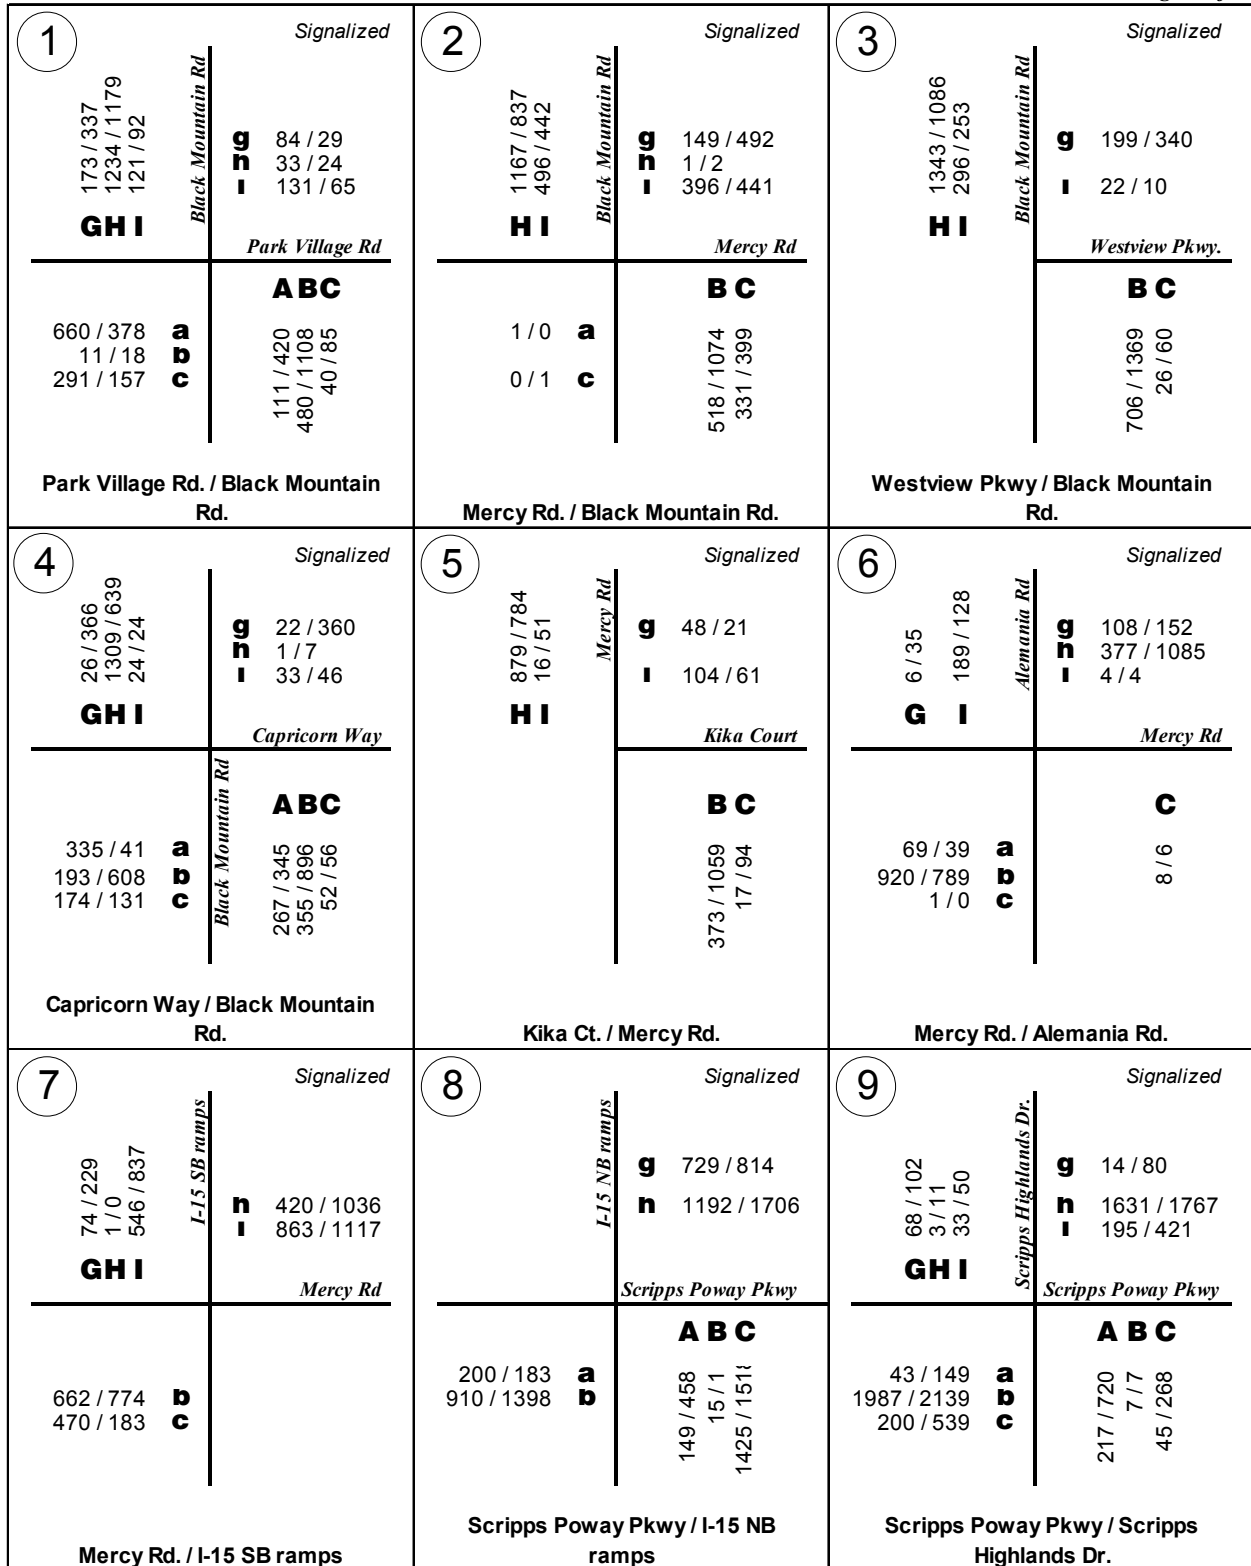 1
Signalized
173 / 337
1234 / 1179
121 / 92
Black Mountain Rd
g 84 / 29
h 33 / 24
I 131 / 65
G H I
Park Village Rd
A B C
660 / 378 a
11 / 18 b
291 / 157 c
111 / 420
480 / 1108
40 / 85
Park Village Rd. / Black Mountain
Rd.
2
Signalized
1167 / 837
496 / 442
Black Mountain Rd
g 149 / 492
h 1 / 2
I 396 / 441
H I
Mercy Rd
B C
1 / 0 a
0 / 1 c
518 / 1074
331 / 399
Mercy Rd. / Black Mountain Rd.
3
Signalized
1343 / 1086
296 / 253
Black Mountain Rd
g 199 / 340
I 22 / 10
H I
Westview Pkwy.
B C
706 / 1369
26 / 60
Westview Pkwy / Black Mountain
Rd.
4
Signalized
26 / 366
1309 / 639
24 / 24
g 22 / 360
h 1 / 7
I 33 / 46
G H I
Capricorn Way
Black Mountain Rd
A B C
335 / 41 a
193 / 608 b
174 / 131 c
267 / 345
355 / 896
52 / 56
Capricorn Way / Black Mountain
Rd.
5
Signalized
879 / 784
16 / 51
Mercy Rd
g 48 / 21
I 104 / 61
H I
Kika Court
B C
373 / 1059
17 / 94
Kika Ct. / Mercy Rd.
6
Signalized
6 / 35
189 / 128
Alemania Rd
g 108 / 152
h 377 / 1085
I 4 / 4
G I
Mercy Rd
C
69 / 39 a
920 / 789 b
1 / 0 c
8 / 6
Mercy Rd. / Alemania Rd.
7
Signalized
74 / 229
1 / 0
546 / 837
I-15 SB ramps
h 420 / 1036
I 863 / 1117
G H I
Mercy Rd
662 / 774 b
470 / 183 c
Mercy Rd. / I-15 SB ramps
8
Signalized
I-15 NB ramps
g 729 / 814
h 1192 / 1706
Scripps Poway Pkwy
A B C
200 / 183 a
910 / 1398 b
149 / 458
15 / 1
1425 /
Scripps Poway Pkwy / I-15 NB
ramps
9
Signalized
68 / 102
3 / 11
33 / 50
Scripps Highlands Dr.
g 14 / 80
h 1631 / 1767
I 195 / 421
G H I
Scripps Poway Pkwy
A B C
43 / 149 a
1987 / 2139 b
200 / 539 c
217 / 720
7 / 7
45 / 268
Scripps Poway Pkwy / Scripps
Highlands Dr.